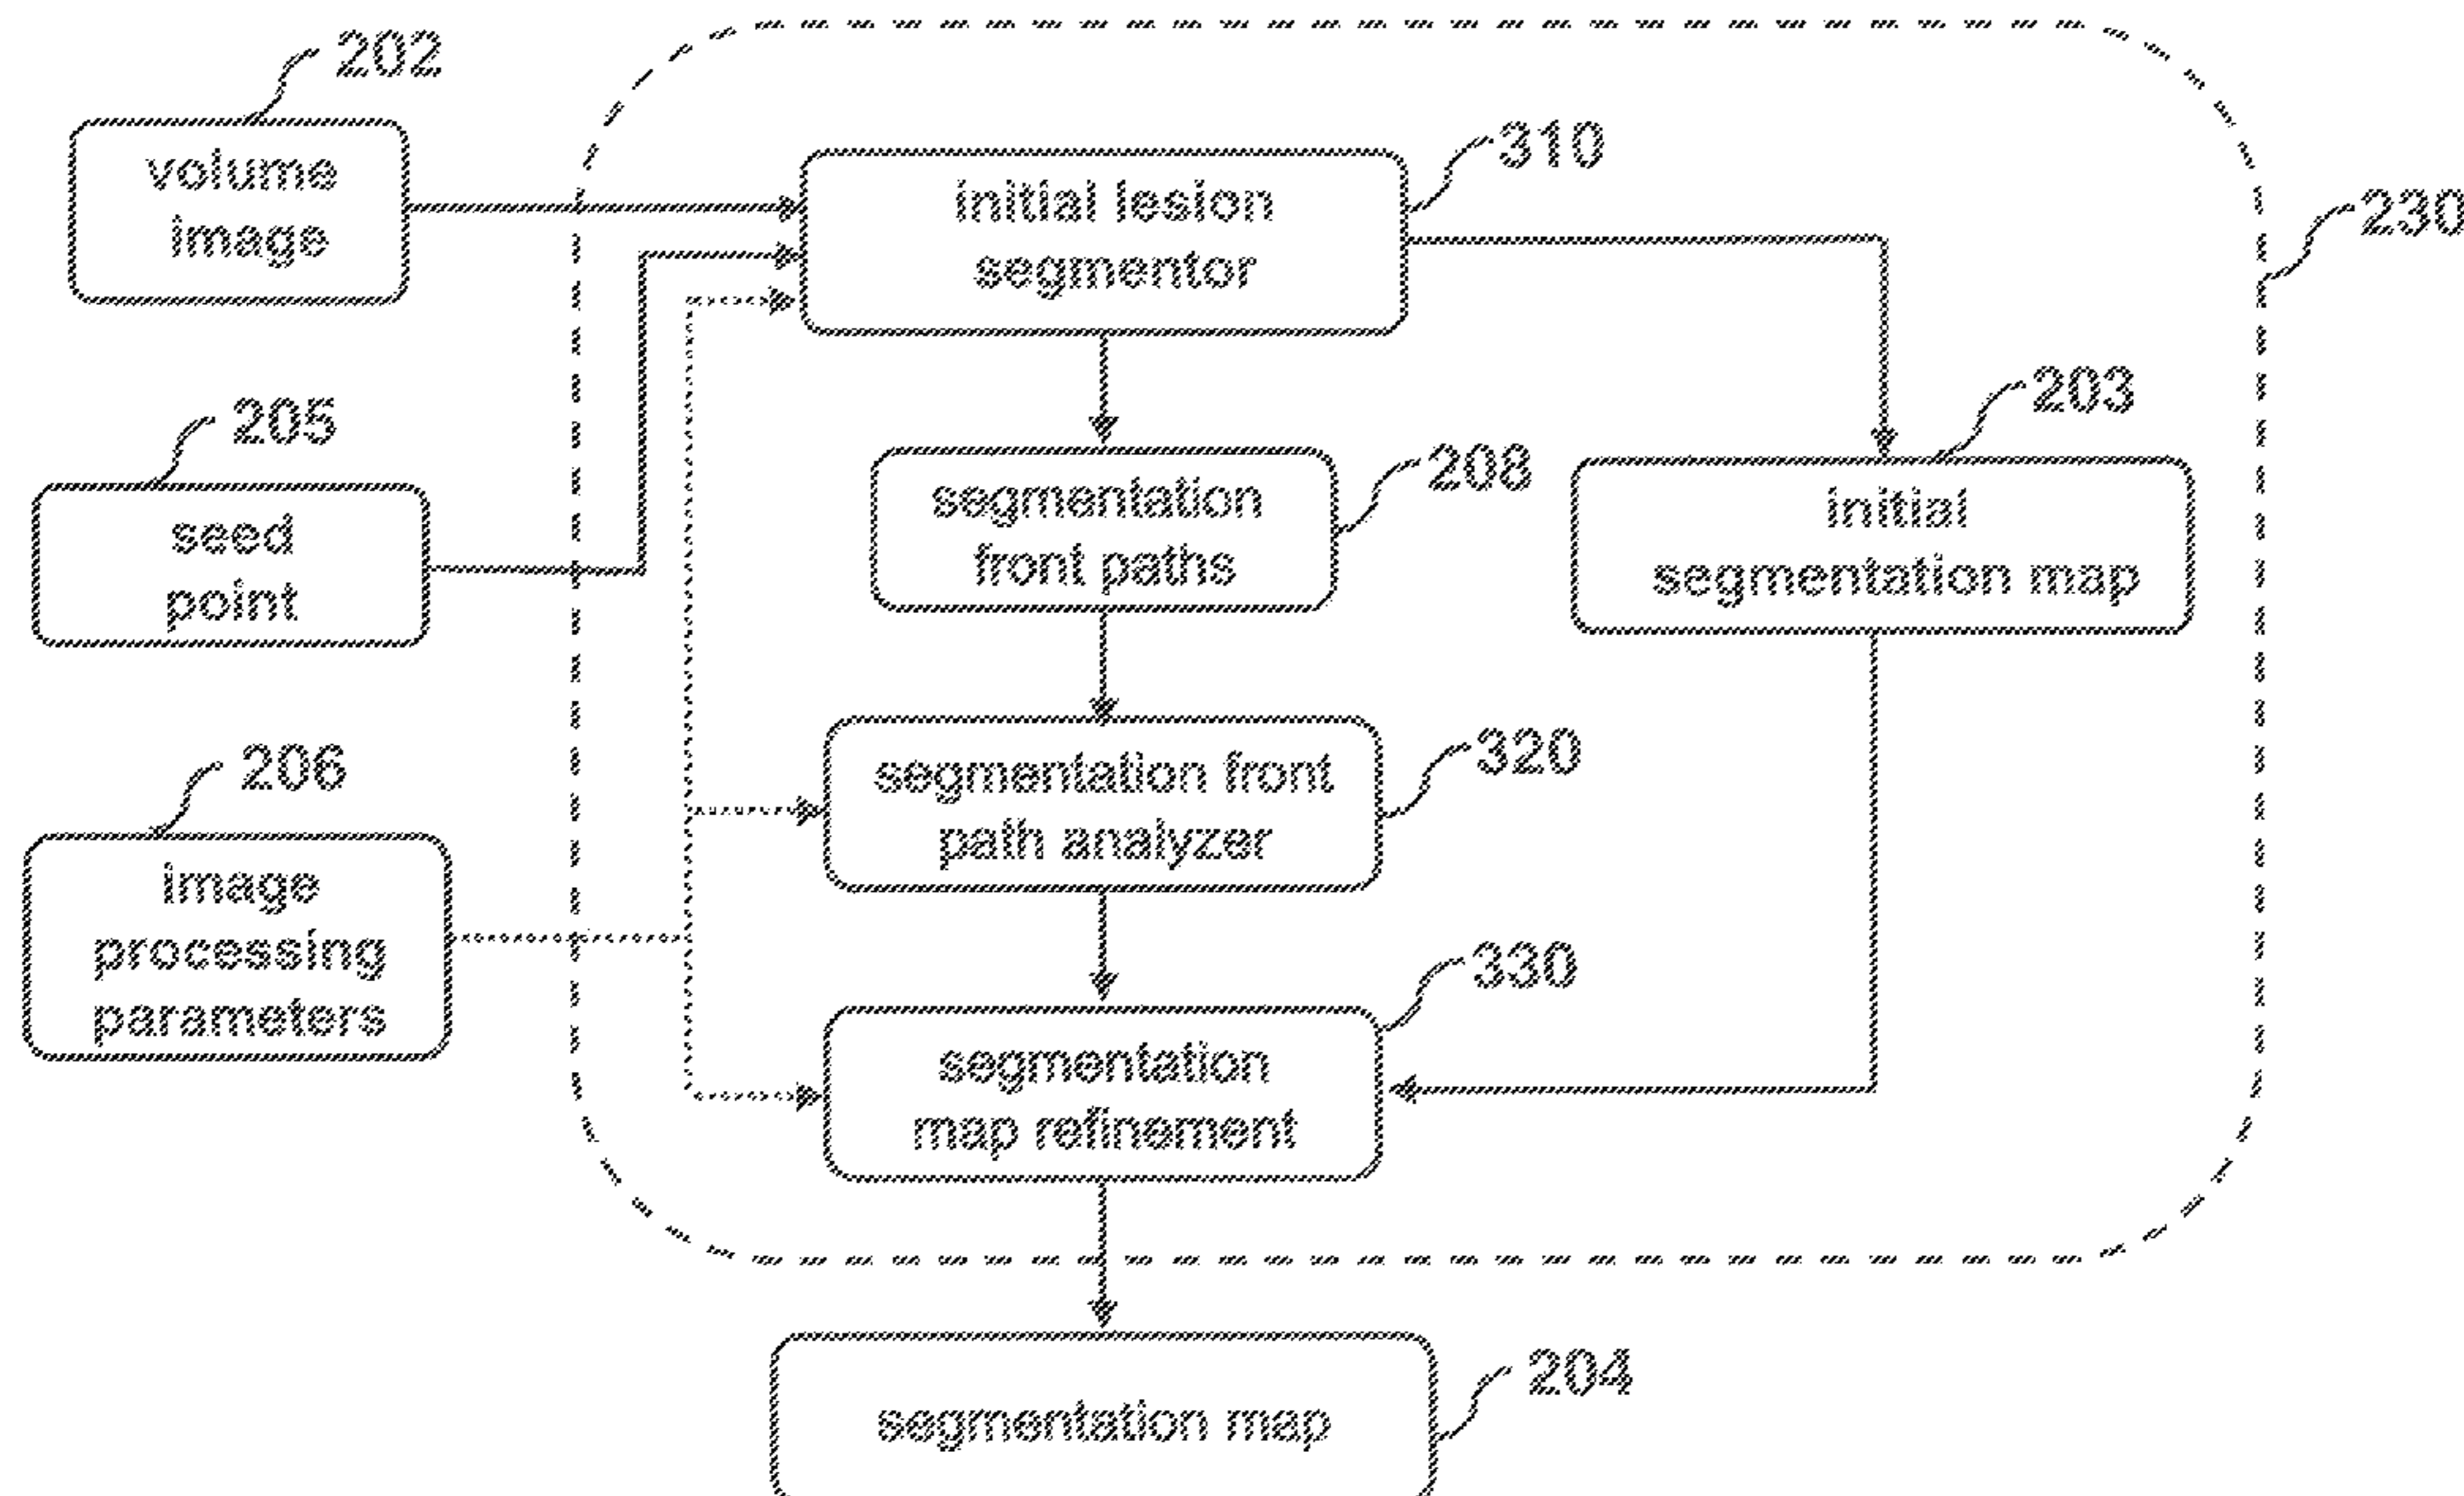 202
volume
image
310
initial lesion
segmentor
230
205
seed
point
208
segmentation
front paths
203
initial
segmentation map
206
image
processing
parameters
320
segmentation front
path analyzer
330
segmentation
map refinement
204
segmentation map